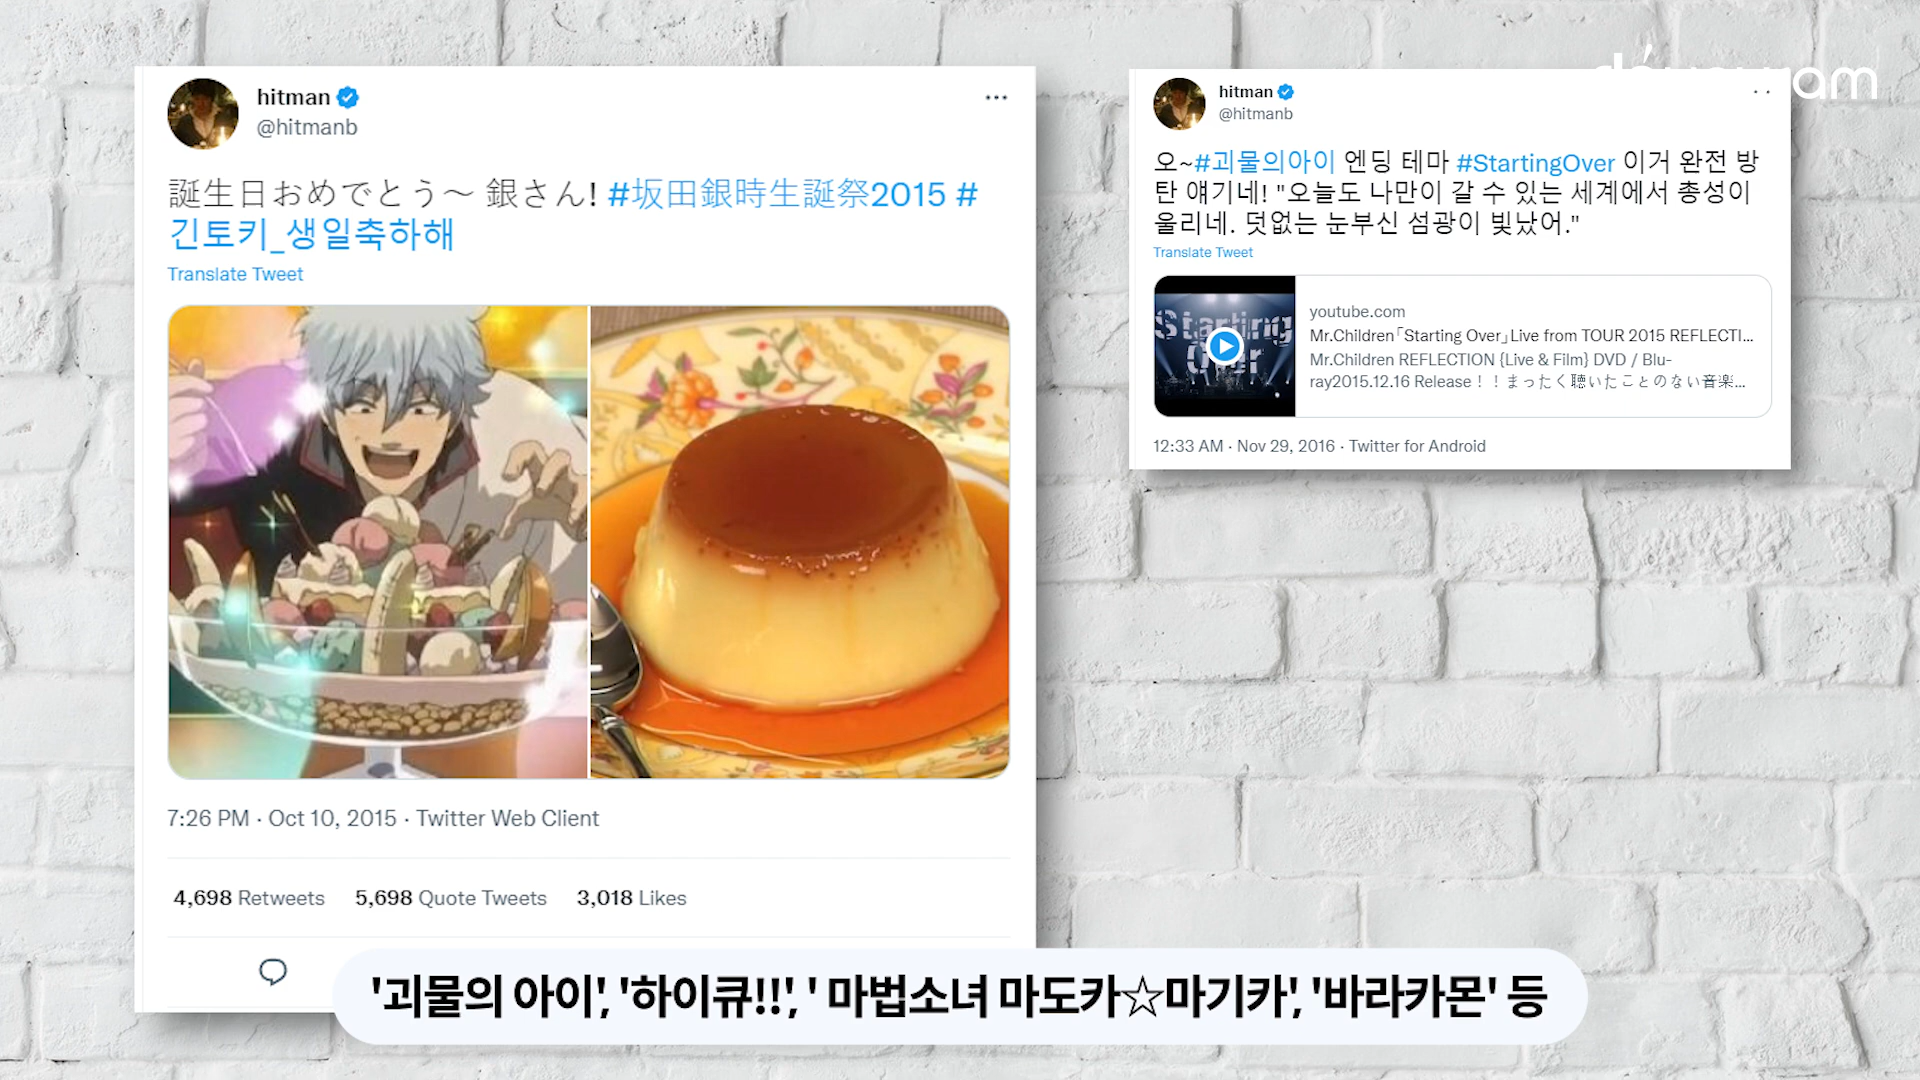 hitman
@hitmanb
誕生日おめでとう～ 銀さん! #坂田銀時生誕祭2015 #
긴토키_생일축하해
Translate Tweet
7:26 PM · Oct 10, 2015 · Twitter Web Client
4,698 Retweets 5,698 Quote Tweets 3,018 Likes
hitman
@hitmanb
오~#괴물의아이 엔딩 테마 #StartingOver 이거 완전 방
탄 얘기네! "오늘도 나만이 갈 수 있는 세계에서 총성이
울리네. 덧없는 눈부신 섬광이 빛났어."
Translate Tweet
Starting
Over
youtube.com
Mr.Children「Starting Over」Live from TOUR 2015 REFLECTI...
Mr.Children REFLECTION {Live & Film} DVD / Blu-
ray2015.12.16 Release！！まったく聴いたことのない音楽...
12:33 AM · Nov 29, 2016 · Twitter for Android
'괴물의 아이', '하이큐!!', ' 마법소녀 마도카☆마기카', '바라카몬' 등